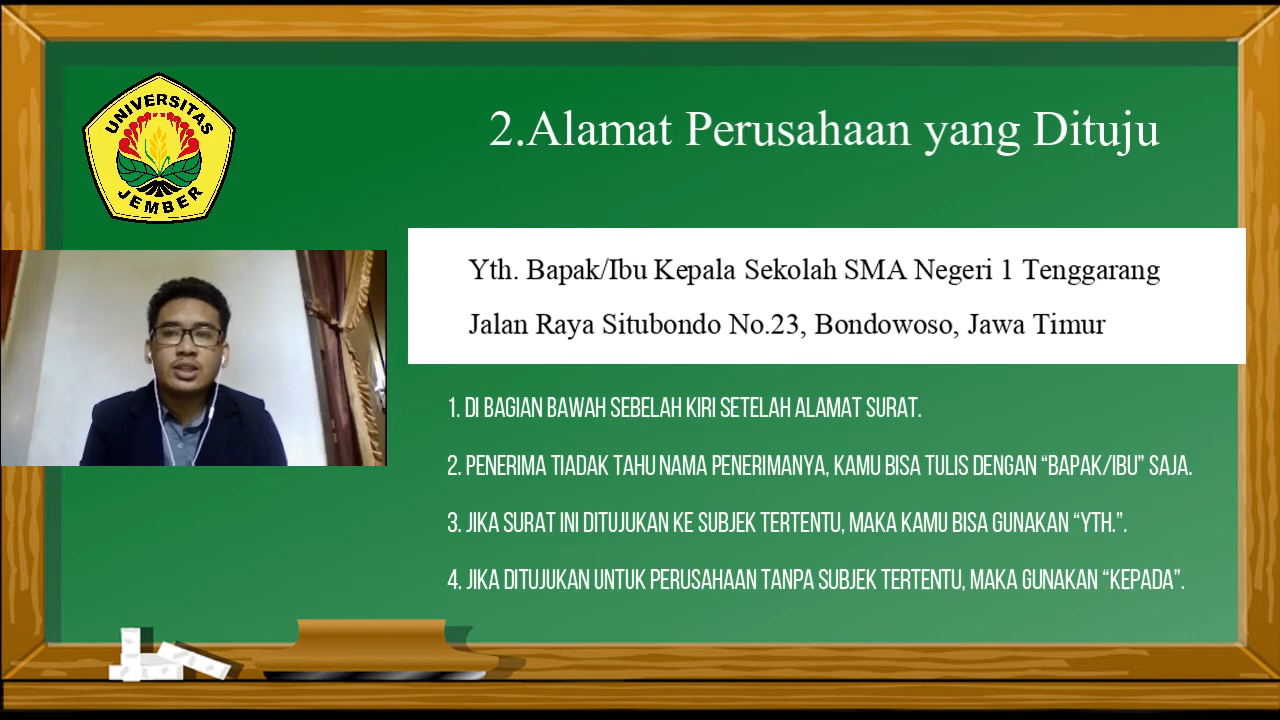 UNIVERSITAS
JEMBER
2.Alamat Perusahaan yang Dituju
Yth. Bapak/Ibu Kepala Sekolah SMA Negeri 1 Tenggarang
Jalan Raya Situbondo No.23, Bondowoso, Jawa Timur
1. DI BAGIAN BAWAH SEBELAH KIRI SETELAH ALAMAT SURAT.
2. PENERIMA TIADAK TAHU NAMA PENERIMANYA, KAMU BISA TULIS DENGAN “BAPAK/IBU” SAJA.
3. JIKA SURAT INI DITUJUKAN KE SUBJEK TERTENTU, MAKA KAMU BISA GUNAKAN “YTH.”.
4. JIKA DITUJUKAN UNTUK PERUSAHAAN TANPA SUBJEK TERTENTU, MAKA GUNAKAN “KEPADA”.